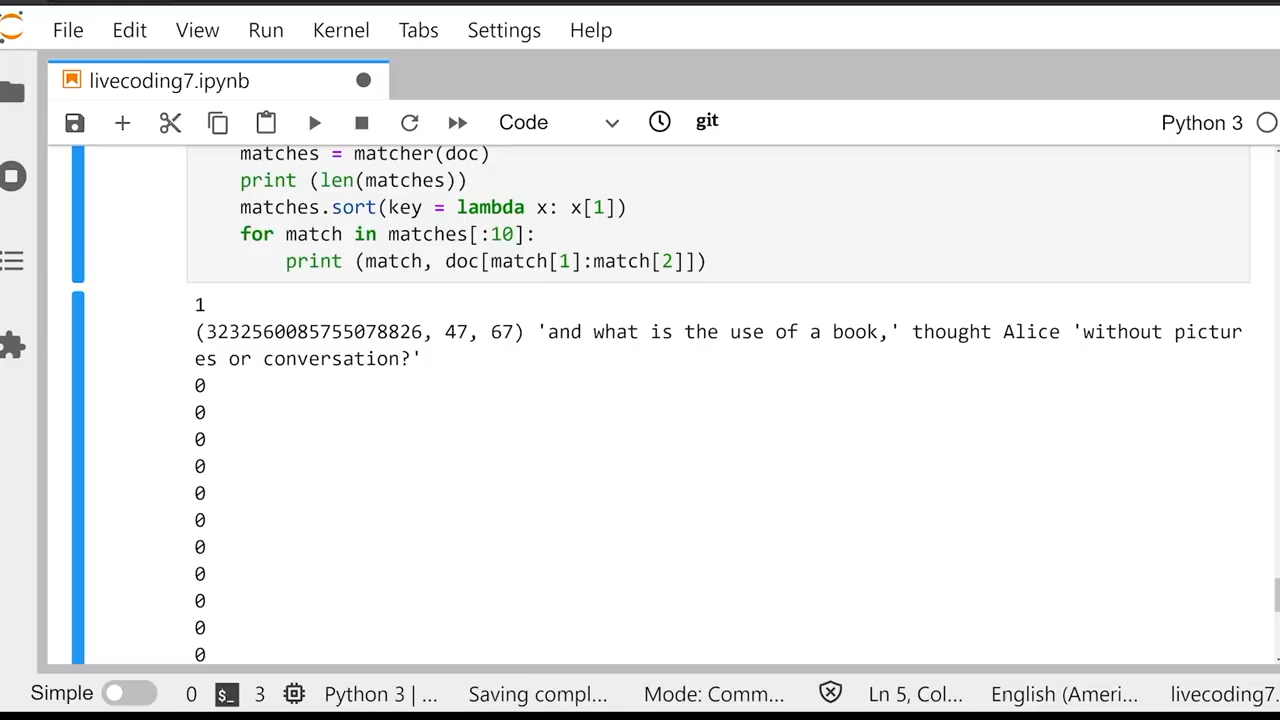 File Edit View Run Kernel Tabs Settings Help
livecoding7.ipynb
Code git Python 3
matches = matcher(doc)
print (len(matches))
matches.sort(key = lambda x: x[1])
for match in matches[:10]:
print (match, doc[match[1]:match[2]])
1
(3232560085755078826, 47, 67) 'and what is the use of a book,' thought Alice 'without pictur
es or conversation?'
0
0
0
0
0
0
0
0
0
0
0
Simple 0 $_ 3 Python 3 | ... Saving compl... Mode: Comm... Ln 5, Col... English (Ameri... livecoding7.